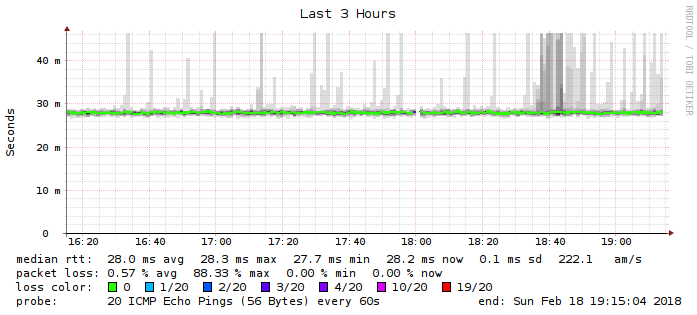 Last 3 Hours
RRDTOOL / TOBI OETIKER
Seconds
40 m
30 m
20 m
10 m
0
16:20 16:40 17:00 17:20 17:40 18:00 18:20 18:40 19:00
median rtt: 28.0 ms avg 28.3 ms max 27.7 ms min 28.2 ms now 0.1 ms sd 222.1 am/s
packet loss: 0.57 % avg 88.33 % max 0.00 % min 0.00 % now
loss color: 0 1/20 2/20 3/20 4/20 10/20 19/20
probe: 20 ICMP Echo Pings (56 Bytes) every 60s end: Sun Feb 18 19:15:04 2018